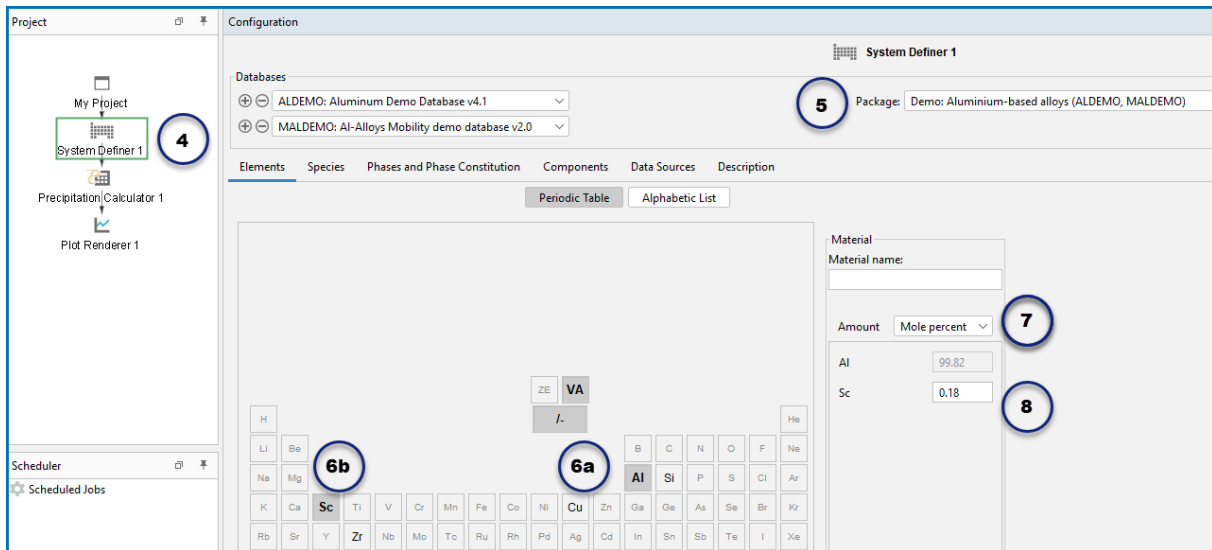 Project
Configuration
System Definer 1
My Project
4
System Definer 1
Precipitation Calculator 1
Plot Renderer 1
Databases
ALDEMO: Aluminum Demo Database v4.1
MALDEMO: Al-Alloys Mobility demo database v2.0
5
Package: Demo: Aluminium-based alloys (ALDEMO, MALDEMO)
Elements Species Phases and Phase Constitution Components Data Sources Description
Periodic Table Alphabetic List
Material
Material name:
Amount Mole percent
7
Al 99.82
Sc 0.18
8
ZE VA
H /- He
Li Be B C N O F Ne
6b 6a
Na Mg Al Si P S Cl Ar
K Ca Sc Ti V Cr Mn Fe Co Ni Cu Zn Ga Ge As Se Br Kr
Rb Sr Y Zr Nb Mo Tc Ru Rh Pd Ag Cd In Sn Sb Te I Xe
Scheduler
Scheduled Jobs